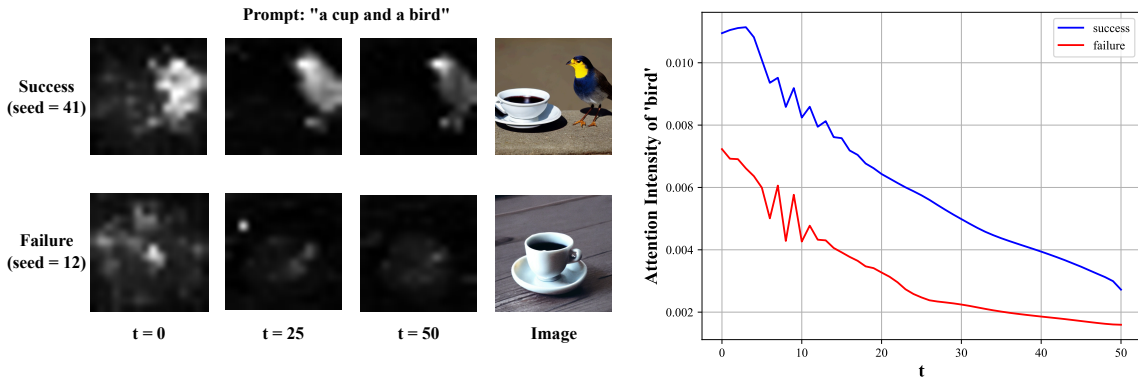 Prompt: "a cup and a bird"
Success
(seed = 41)
Failure
(seed = 12)
t = 0
t = 25
t = 50
Image
Attention Intensity of 'bird'
0.010
0.008
0.006
0.004
0.002
success
failure
0
10
20
30
40
50
t